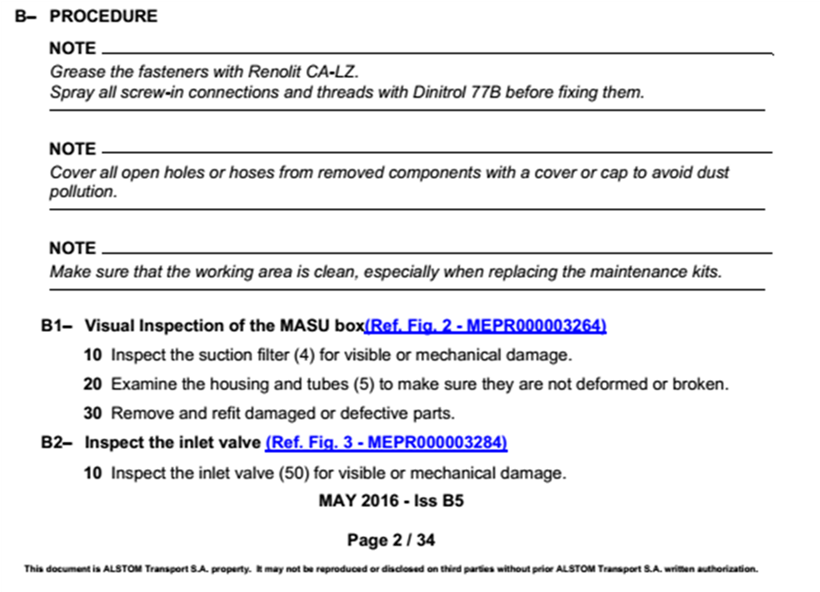 B– PROCEDURE
NOTE
Grease the fasteners with Renolit CA-LZ.
Spray all screw-in connections and threads with Dinitrol 77B before fixing them.
NOTE
Cover all open holes or hoses from removed components with a cover or cap to avoid dust
pollution.
NOTE
Make sure that the working area is clean, especially when replacing the maintenance kits.
B1– Visual Inspection of the MASU box(Ref. Fig. 2 - MEPR000003264)
10 Inspect the suction filter (4) for visible or mechanical damage.
20 Examine the housing and tubes (5) to make sure they are not deformed or broken.
30 Remove and refit damaged or defective parts.
B2– Inspect the inlet valve (Ref. Fig. 3 - MEPR000003284)
10 Inspect the inlet valve (50) for visible or mechanical damage.
MAY 2016 - Iss B5
Page 2 / 34
This document is ALSTOM Transport S.A. property. It may not be reproduced or disclosed on third parties without prior ALSTOM Transport S.A. written authorization.